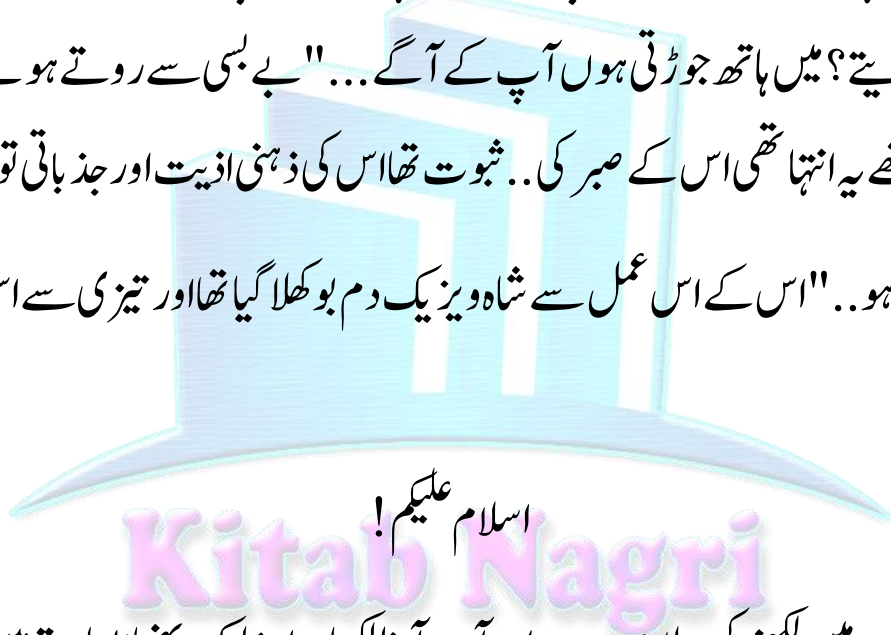 یتے؟ میں ہاتھ جوڑتی ہوں آپ کے آگے..."بے بسی سے روتے ہو
یہ انتہا تھی اس کے صبر کی.. ثبوت تھا اس کی ذہنی اذیت اور جذباتی تو
ہو.."اس کے اس عمل سے شاہ ویز یک دم بوکھلا گیا تھا اور تیزی سے اس
اسلام علیکم!
Kitab Nagri